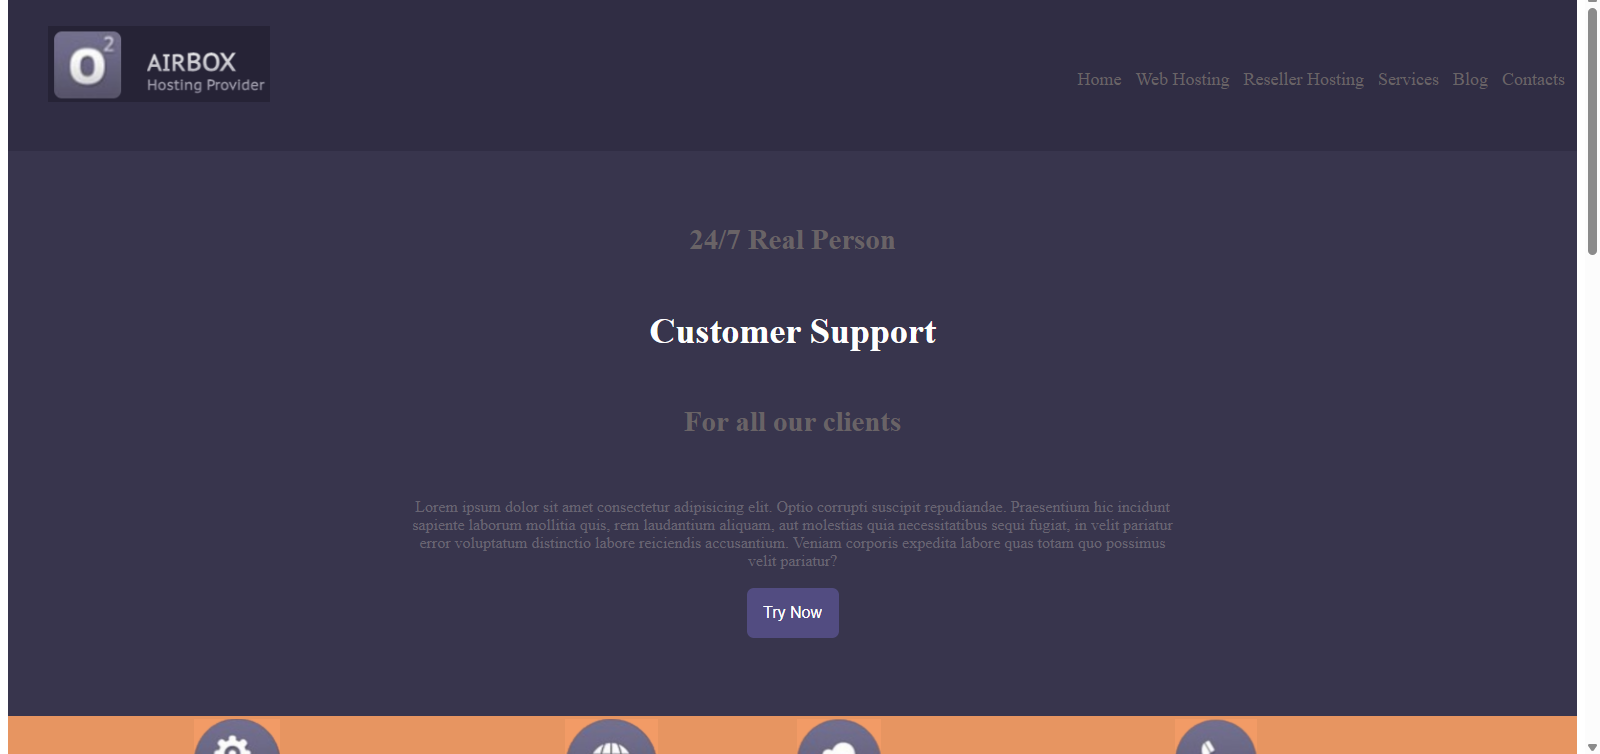 O2
AIRBOX
Hosting Provider
Home Web Hosting Reseller Hosting Services Blog Contacts
24/7 Real Person
Customer Support
For all our clients
Lorem ipsum dolor sit amet consectetur adipisicing elit. Optio corrupti suscipit repudiandae. Praesentium hic incidunt
sapiente laborum mollitia quis, rem laudantium aliquam, aut molestias quia necessitatibus sequi fugiat, in velit pariatur
error voluptatum distinctio labore reiciendis accusantium. Veniam corporis expedita labore quas totam quo possimus
velit pariatur?
Try Now